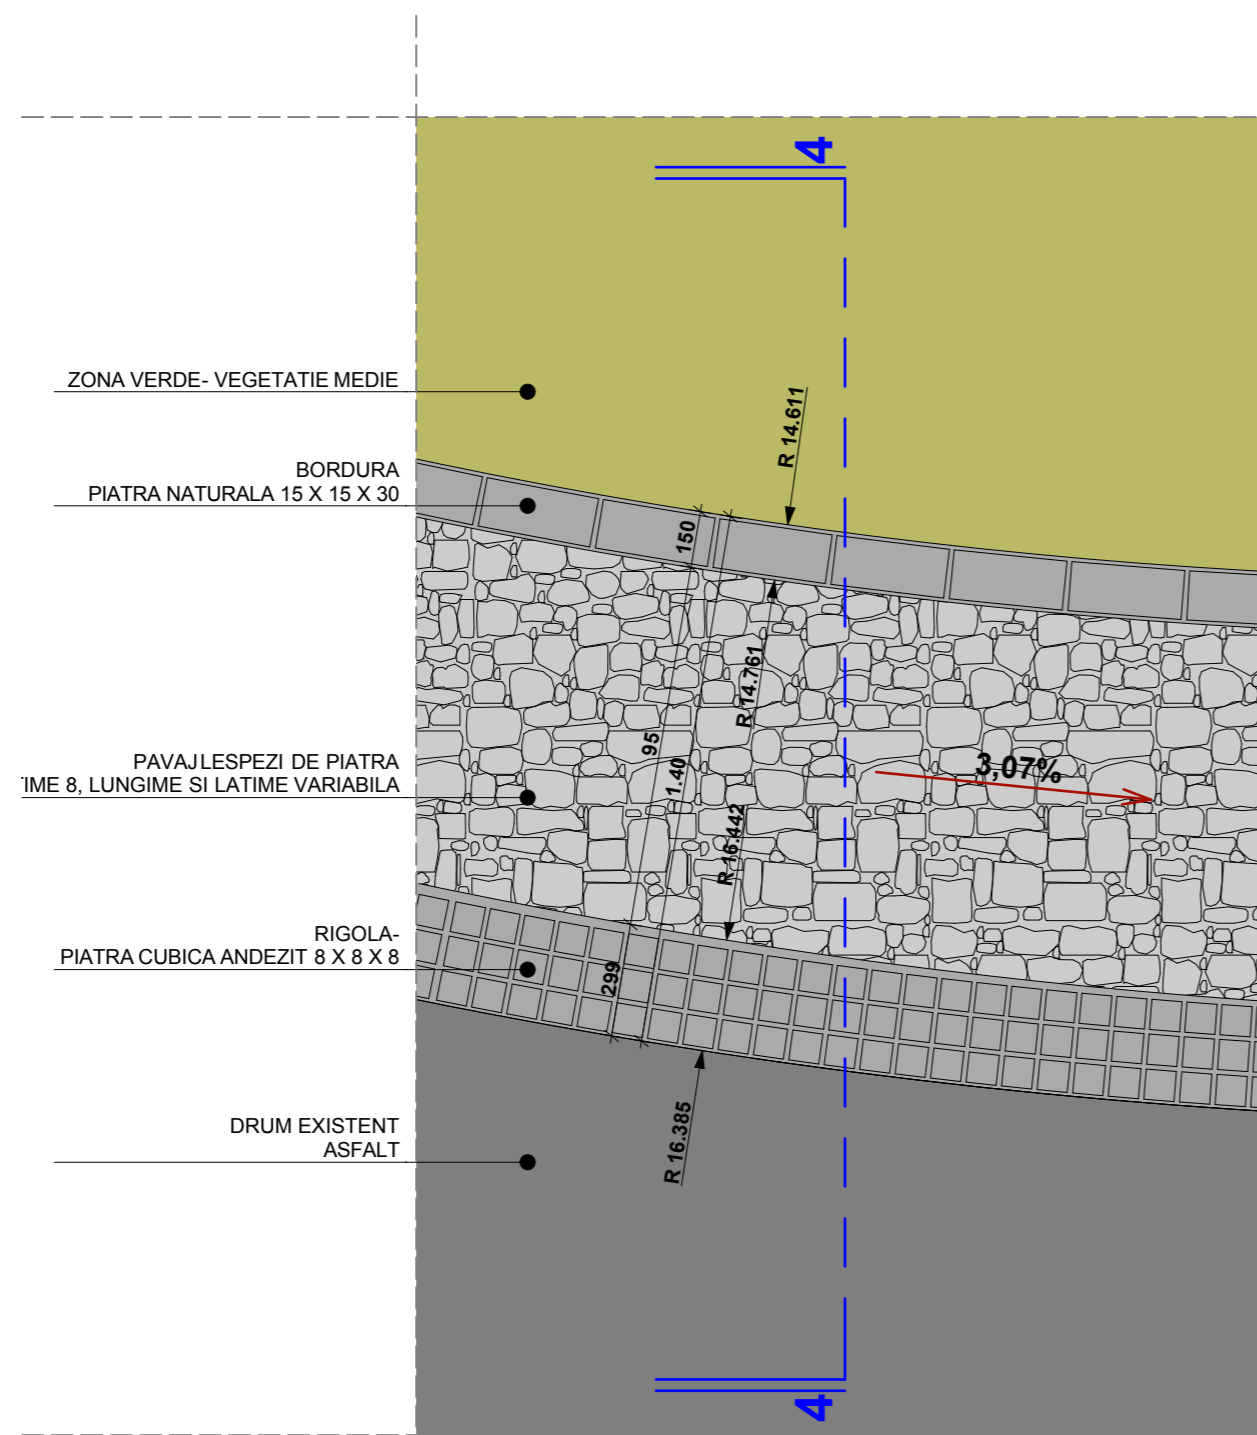 4
ZONA VERDE- VEGETATIE MEDIE
R 14.611
BORDURA
PIATRA NATURALA 15 X 15 X 30
150
R 14.761
95
1.40
PAVAJ LESPEZI DE PIATRA
IME 8, LUNGIME SI LATIME VARIABILA
3,07%
R 16.442
RIGOLA-
PIATRA CUBICA ANDEZIT 8 X 8 X 8
299
DRUM EXISTENT
ASFALT
R 16.385
4